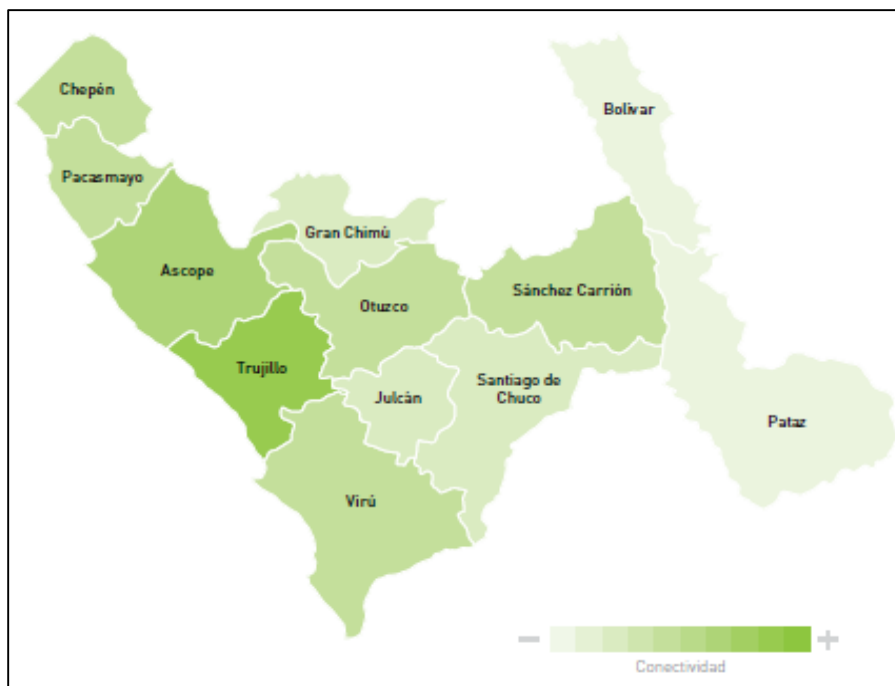 Chepén
Bolívar
Pacasmayo
Gran Chimú
Ascope
Sánchez Carrión
Otuzco
Trujillo
Santiago de
Chuco
Julcán
Pataz
Virú
− +
Conectividad